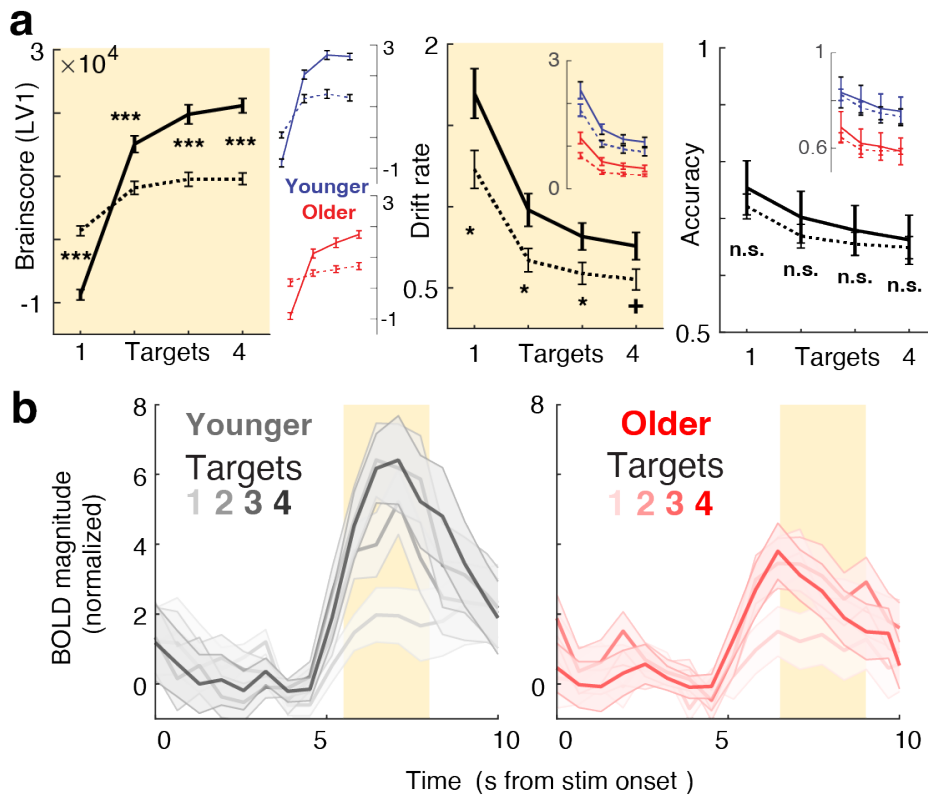 a
3
×10⁴
***
***
***
***
-1
1 Targets 4
Brainscore (LV1)
3
-1
Younger
Older
3
-1
2
0.5
Drift rate
3
0
*
*
*
+
1 Targets 4
1
0.5
Accuracy
1
0.6
n.s.
n.s.
n.s.
n.s.
1 Targets 4
b
8
6
4
2
0
BOLD magnitude
(normalized)
Younger
Targets
1 2 3 4
0 5 10
8
0
Older
Targets
1 2 3 4
0 5 10
Time (s from stim onset )